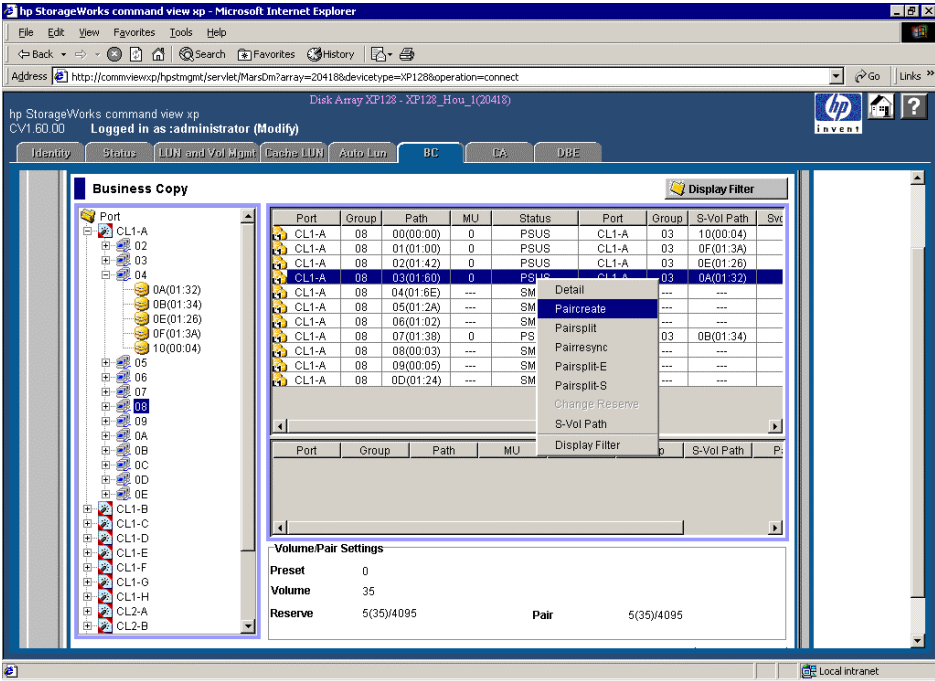 hp StorageWorks command view xp - Microsoft Internet Explorer
File Edit View Favorites Tools Help
Back Search Favorites History
Address http://commviewxp/hpstmgmt/servlet/MarsDm?array=20418&devicetype=XP128&operation=connect Go Links »
Disk Array XP128 - XP128_Hou_1(20418)
hp StorageWorks command view xp
CV1.60.00 Logged in as :administrator (Modify)
hp invent ?
Identity Status LUN and Vol Mgmt Cache LUN Auto Lun BC CA DBE
Business Copy
Display Filter
Port
CL1-A
02
03
04
0A(01:32)
0B(01:34)
0E(01:26)
0F(01:3A)
10(00:04)
05
06
07
08
09
0A
0B
0C
0D
0E
CL1-B
CL1-C
CL1-D
CL1-E
CL1-F
CL1-G
CL1-H
CL2-A
CL2-B
Port Group Path MU Status Port Group S-Vol Path
CL1-A 08 00(00:00) 0 PSUS CL1-A 03 10(00:04)
CL1-A 08 01(01:00) 0 PSUS CL1-A 03 0F(01:3A)
CL1-A 08 02(01:42) 0 PSUS CL1-A 03 0E(01:26)
CL1-A 08 03(01:60) 0 PSUS CL1-A 03 0A(01:32)
CL1-A 08 04(01:6E) --- SM --- ---
CL1-A 08 05(01:2A) --- SM --- ---
CL1-A 08 06(01:02) --- SM --- ---
CL1-A 08 07(01:38) 0 PS 03 0B(01:34)
CL1-A 08 08(00:03) --- SM --- ---
CL1-A 08 09(00:05) --- SM --- ---
CL1-A 08 0D(01:24) --- SM --- ---
Detail
Paircreate
Pairsplit
Pairresync
Pairsplit-E
Pairsplit-S
Change Reserve
S-Vol Path
Display Filter
Port Group Path MU S-Vol Path
Volume/Pair Settings
Preset 0
Volume 35
Reserve 5(35)/4095 Pair 5(35)/4095
Local intranet